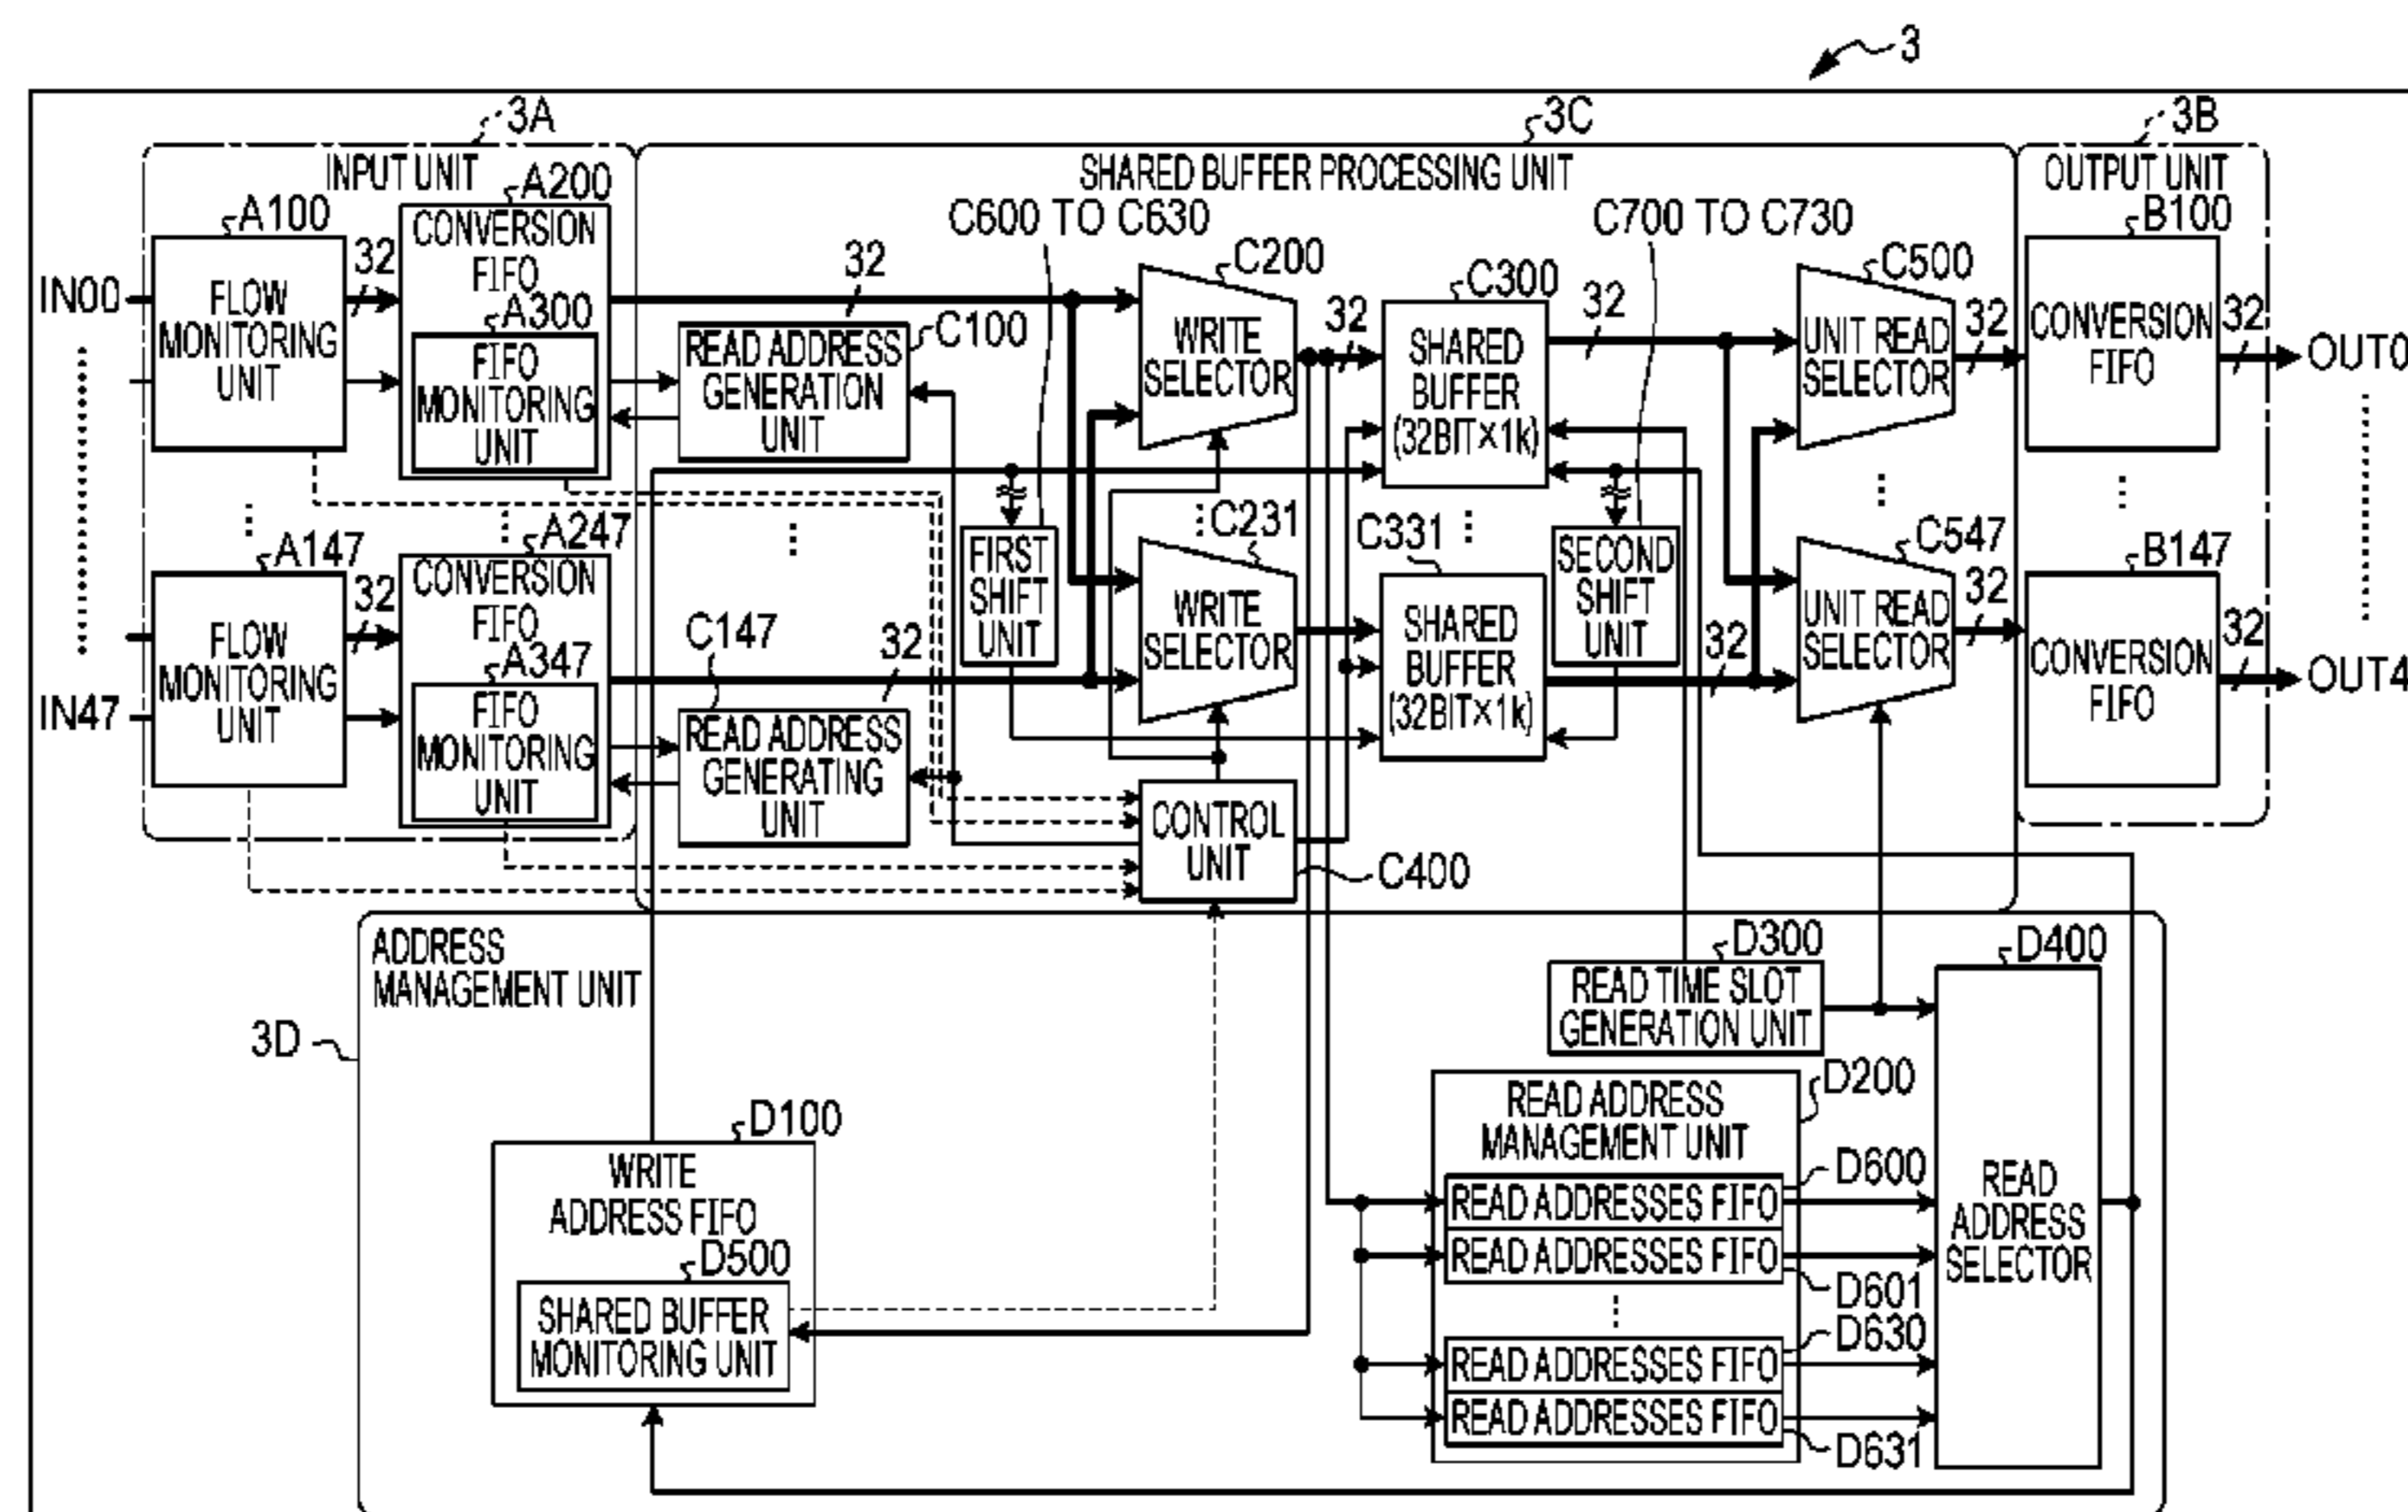 3
3A
3C
3B
INPUT UNIT
SHARED BUFFER PROCESSING UNIT
OUTPUT UNIT
A100
A200
C600 TO C630
C700 TO C730
B100
IN00
FLOW
MONITORING
UNIT
32
CONVERSION
FIFO
A300
FIFO
MONITORING
UNIT
32
READ ADDRESS
GENERATION
UNIT
C100
C200
WRITE
SELECTOR
32
C300
SHARED
BUFFER
(32BIT×1k)
32
C500
UNIT READ
SELECTOR
32
CONVERSION
FIFO
32
OUT0
A147
A247
C231
C331
C547
B147
IN47
FLOW
MONITORING
UNIT
32
CONVERSION
FIFO
A347
FIFO
MONITORING
UNIT
C147
32
READ ADDRESS
GENERATING
UNIT
FIRST
SHIFT
UNIT
WRITE
SELECTOR
SHARED
BUFFER
(32BIT×1k)
32
SECOND
SHIFT
UNIT
UNIT READ
SELECTOR
32
CONVERSION
FIFO
32
OUT4
CONTROL
UNIT
C400
ADDRESS
MANAGEMENT UNIT
3D
D300
READ TIME SLOT
GENERATION UNIT
D400
READ
ADDRESS
SELECTOR
D100
WRITE
ADDRESS FIFO
D500
SHARED BUFFER
MONITORING UNIT
D200
READ ADDRESS
MANAGEMENT UNIT
D600
READ ADDRESSES FIFO
READ ADDRESSES FIFO
D601
D630
READ ADDRESSES FIFO
READ ADDRESSES FIFO
D631